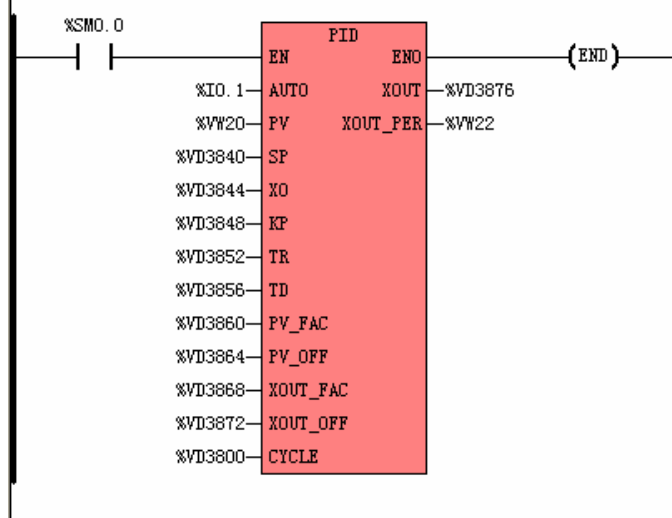 %SM0.0
PID
EN ENO (END)
%I0.1 AUTO XOUT %VD3876
%VW20 PV XOUT_PER %VW22
%VD3840 SP
%VD3844 XO
%VD3848 KP
%VD3852 TR
%VD3856 TD
%VD3860 PV_FAC
%VD3864 PV_OFF
%VD3868 XOUT_FAC
%VD3872 XOUT_OFF
%VD3800 CYCLE